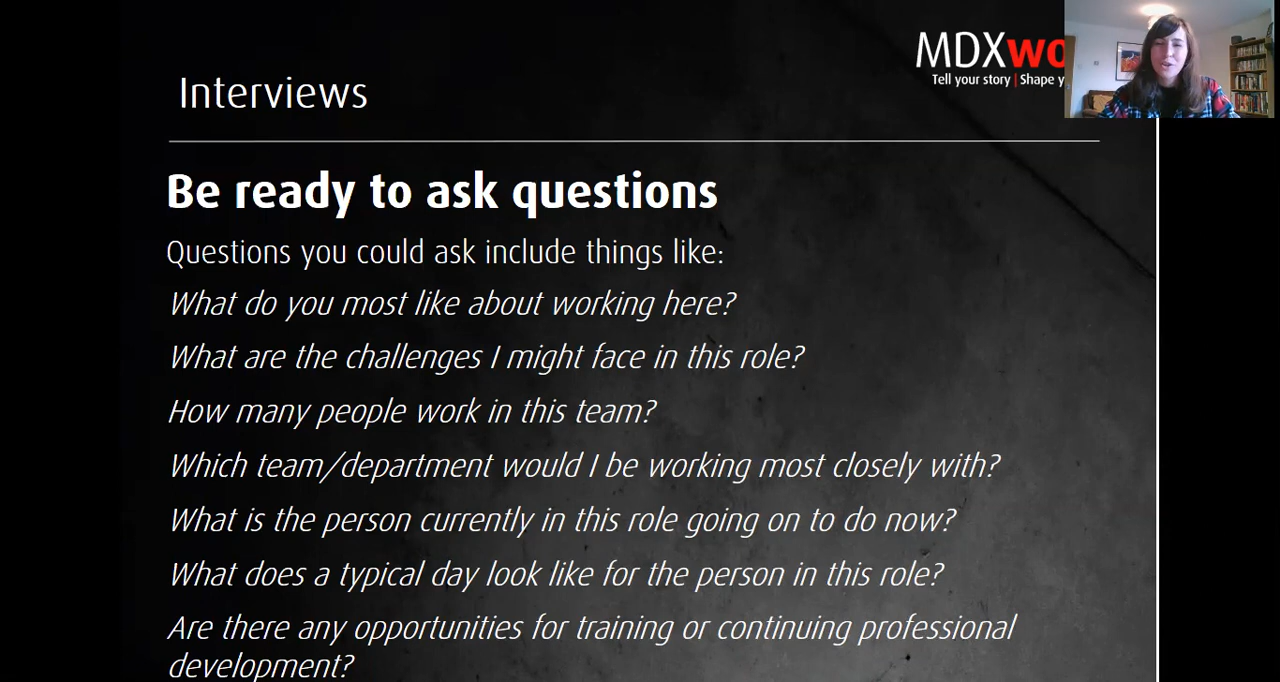 MDXwo
Tell your story | Shape y
Interviews
Be ready to ask questions
Questions you could ask include things like:
What do you most like about working here?
What are the challenges I might face in this role?
How many people work in this team?
Which team/department would I be working most closely with?
What is the person currently in this role going on to do now?
What does a typical day look like for the person in this role?
Are there any opportunities for training or continuing professional
development?